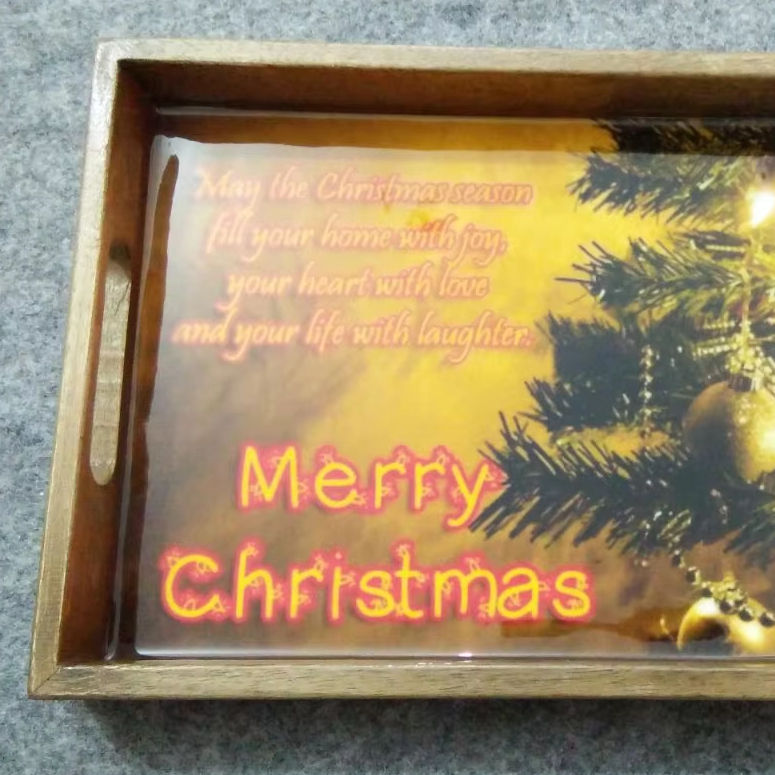 May the Christmas season
fill your home with joy,
your heart with love
and your life with laughter.
Merry
Christmas